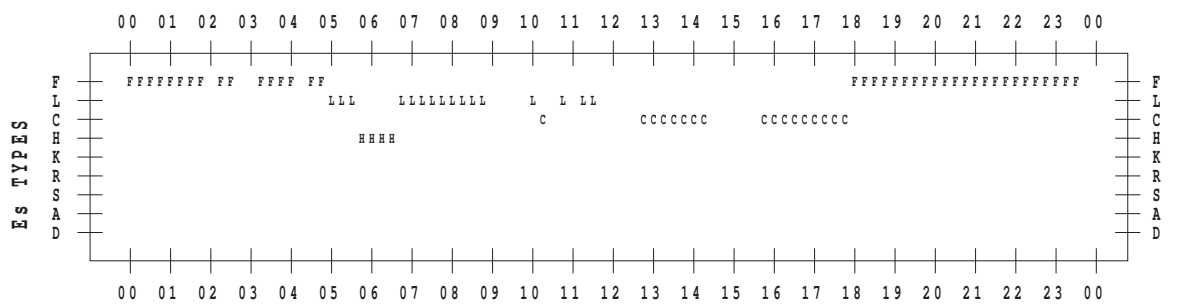 00 01 02 03 04 05 06 07 08 09 10 11 12 13 14 15 16 17 18 19 20 21 22 23 00
F FFFFFFFF FF FFFF FF FFFFFFFFFFFFFFFFFFFFFFF F
L LLL LLLLLLLLL L L LL L
C C CCCCCCC CCCCCCCCC C
H HHHH H
K K
R R
S S
A A
D D
Es TYPES
00 01 02 03 04 05 06 07 08 09 10 11 12 13 14 15 16 17 18 19 20 21 22 23 00